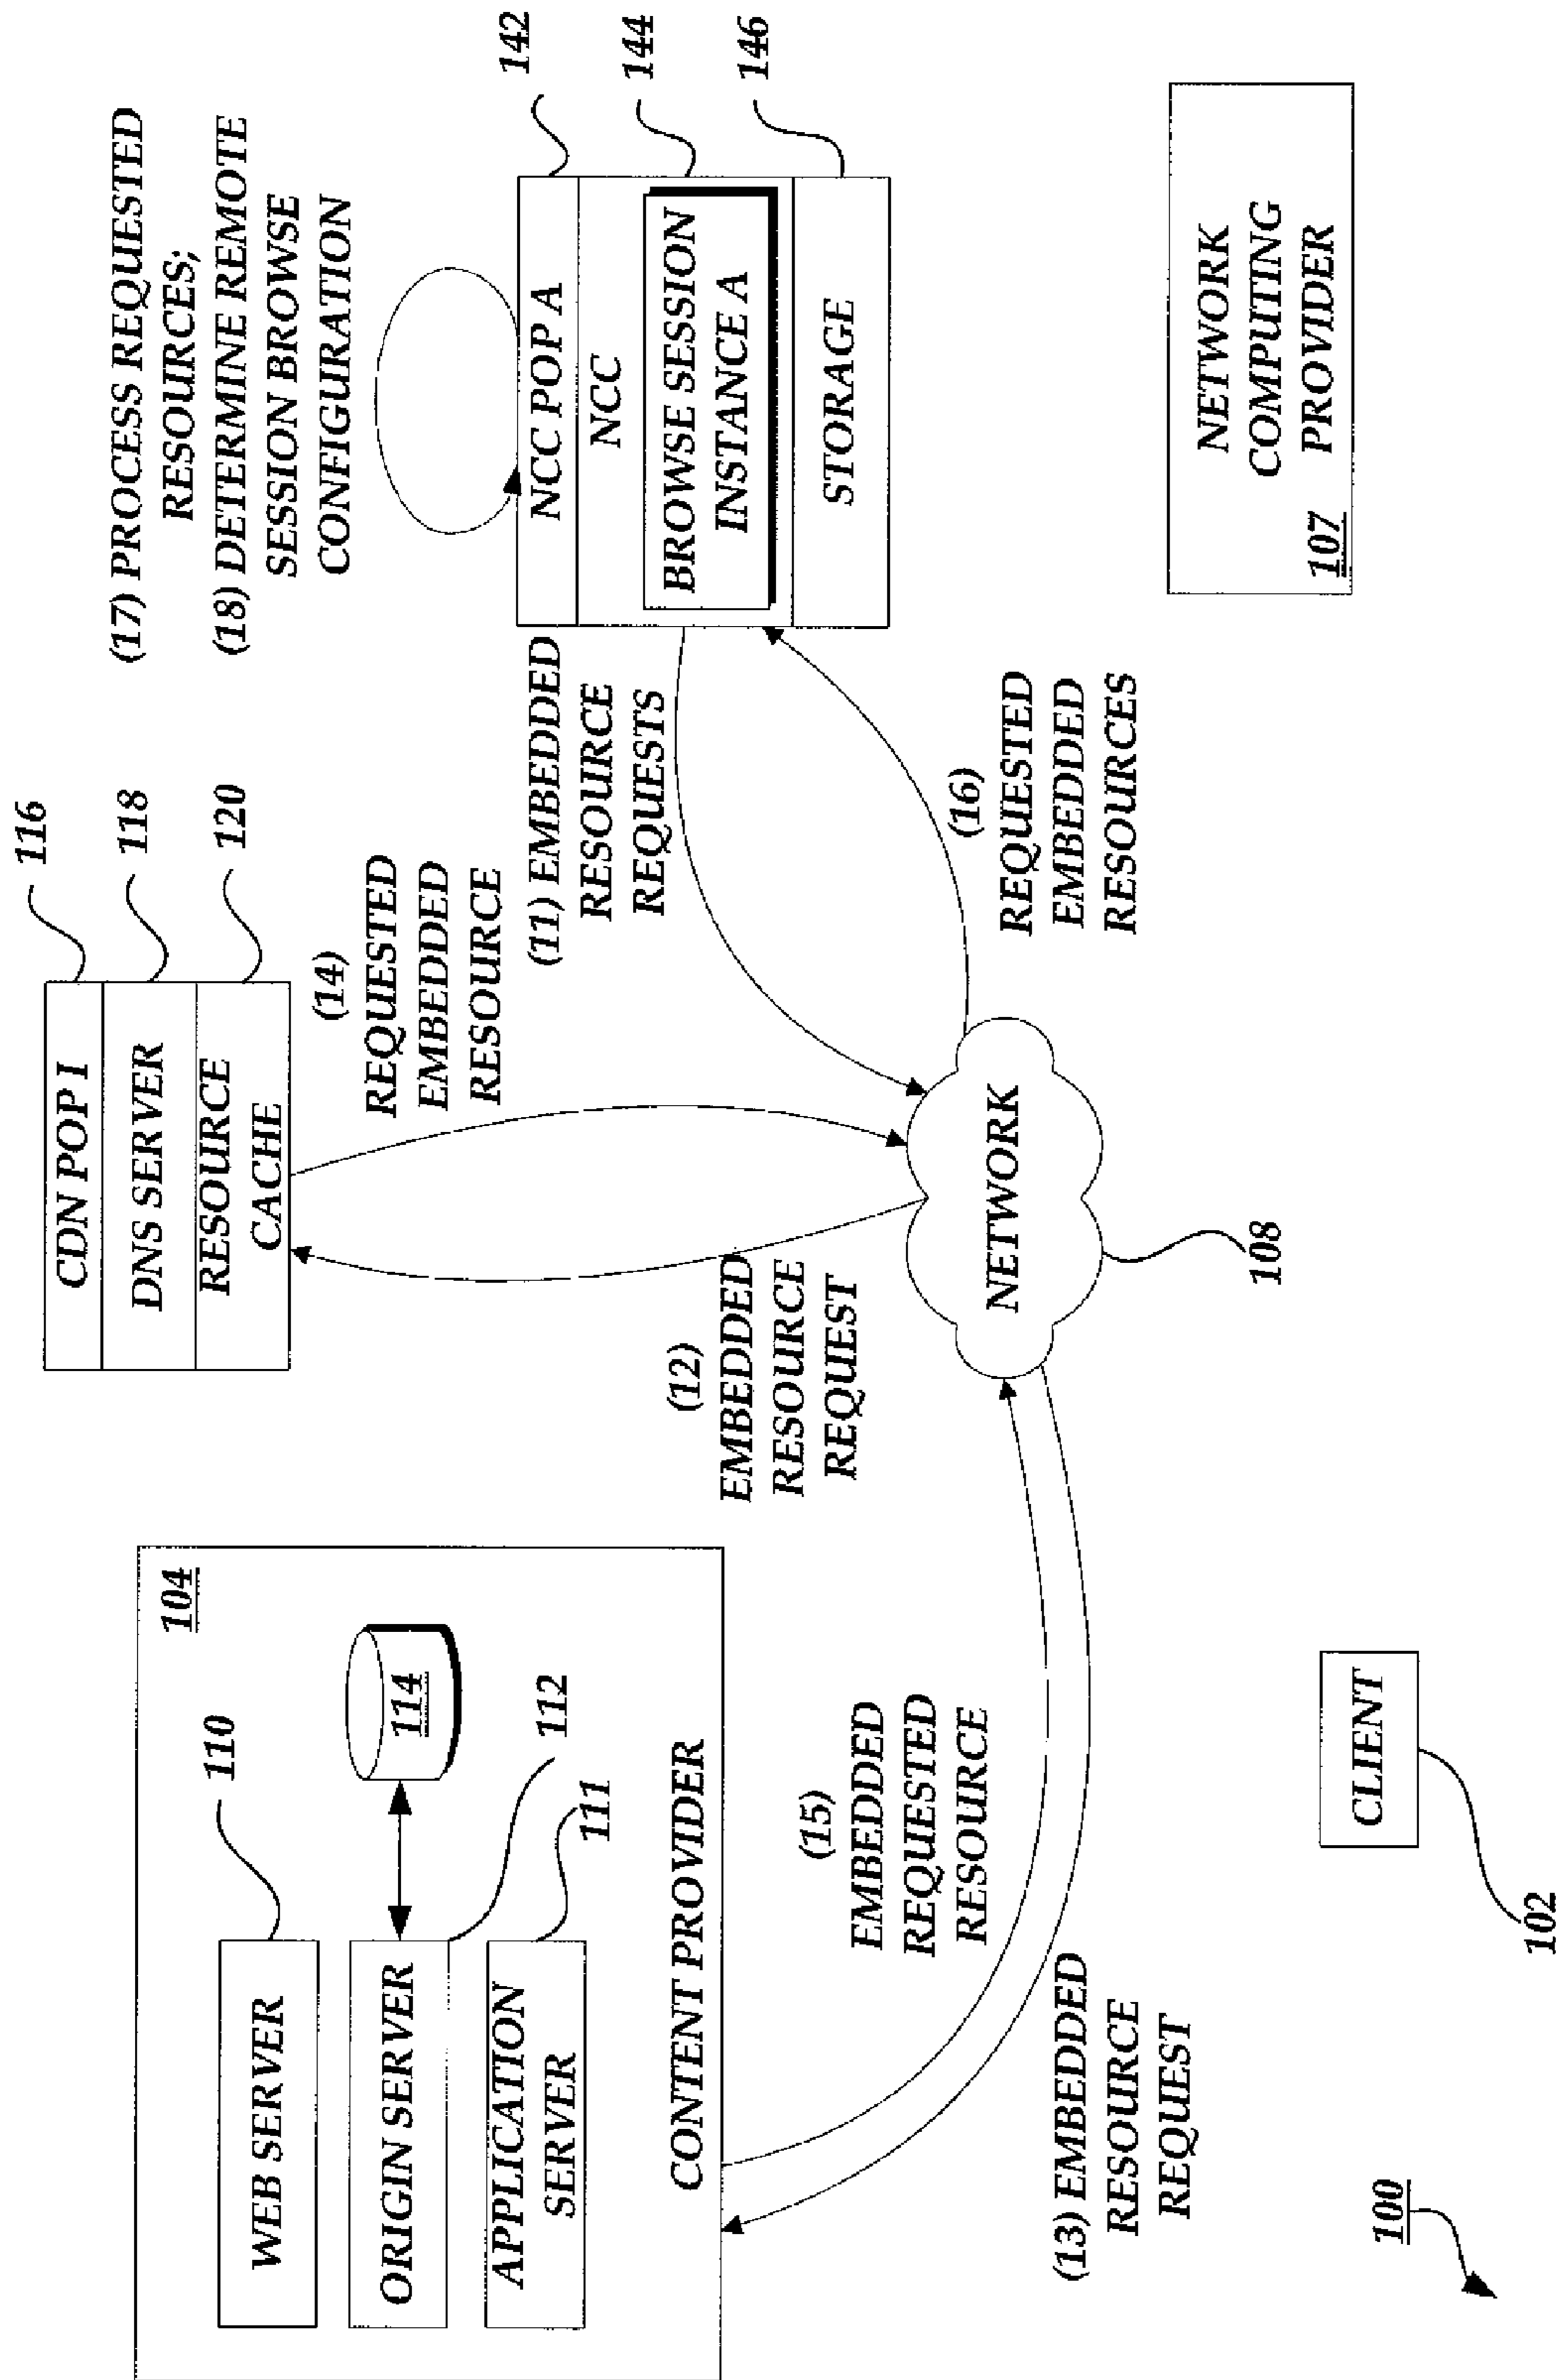 104
110
WEB SERVER
ORIGIN SERVER
114
112
APPLICATION
SERVER
111
CONTENT PROVIDER
116
CDN POP I
118
DNS SERVER
120
RESOURCE
CACHE
(17) PROCESS REQUESTED
RESOURCES;
(18) DETERMINE REMOTE
SESSION BROWSE
CONFIGURATION
142
NCC POP A
144
NCC
BROWSE SESSION
INSTANCE A
146
STORAGE
(14)
REQUESTED
EMBEDDED
RESOURCE
(11) EMBEDDED
RESOURCE
REQUESTS
(12)
EMBEDDED
RESOURCE
REQUEST
(16)
REQUESTED
EMBEDDED
RESOURCES
(15)
EMBEDDED
REQUESTED
RESOURCE
NETWORK
108
(13) EMBEDDED
RESOURCE
REQUEST
CLIENT
102
NETWORK
COMPUTING
PROVIDER
107
100